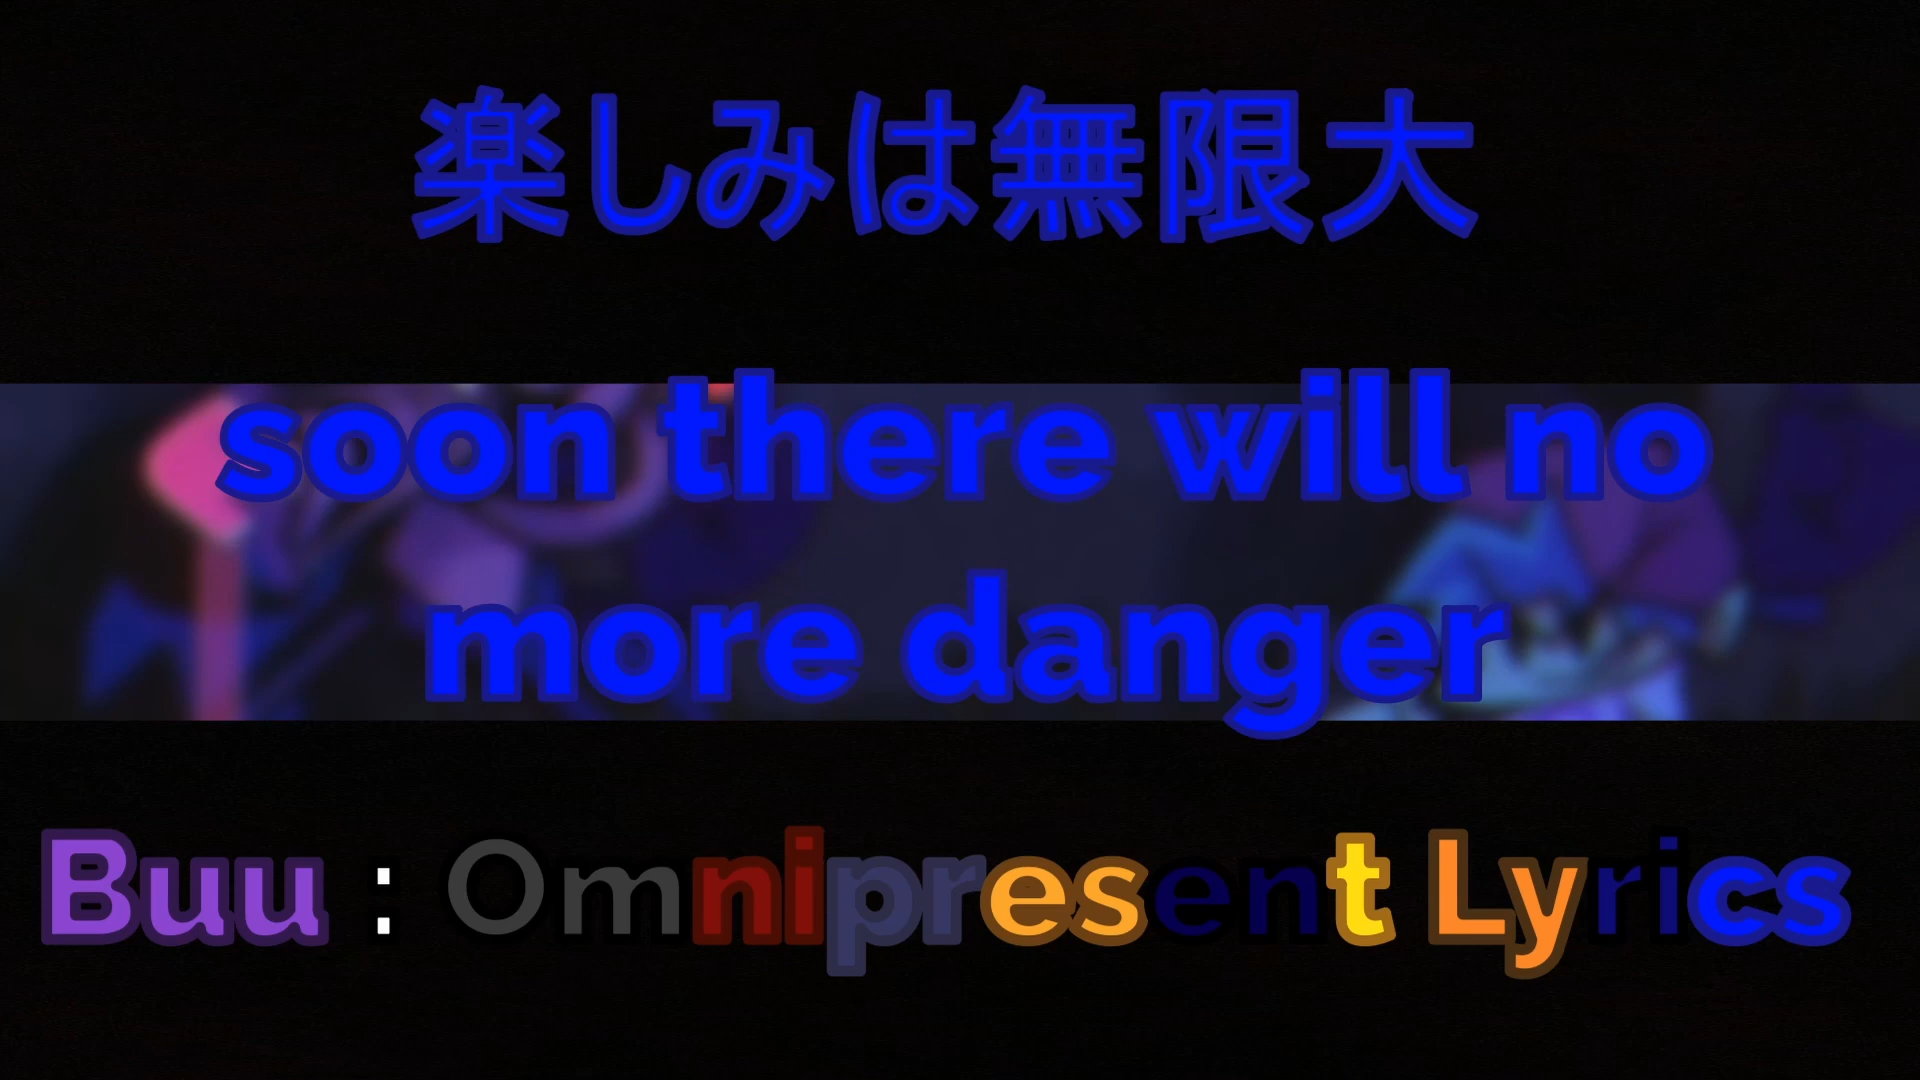 楽しみは無限大
soon there will no
more danger
Buu : Omnipresent Lyrics